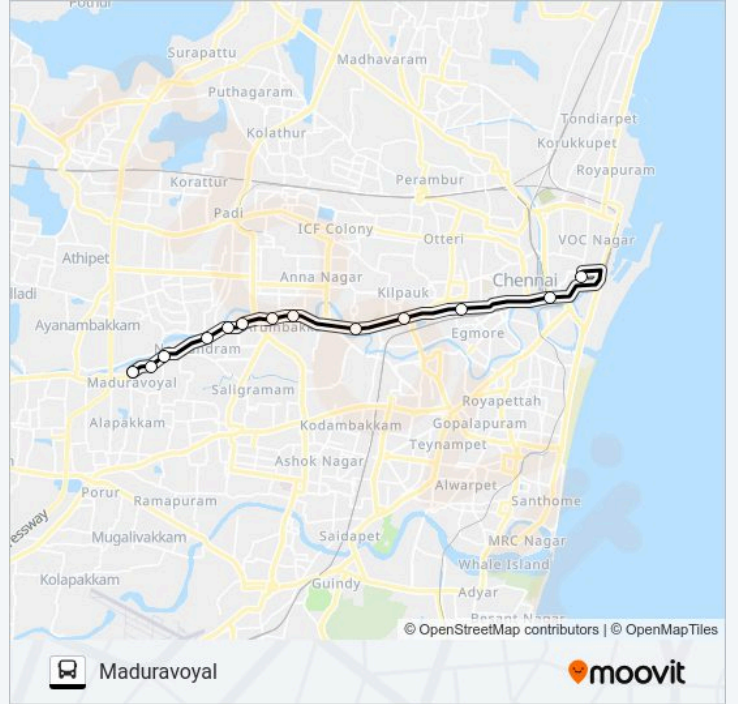 Surapattu
Madhavaram
Puthagaram
Tondiarpet
Kolathur
Korukkupet
Royapuram
Korattur
Perambur
Padi
ICF Colony
Otteri
VOC Nagar
Athipet
Anna Nagar
Chennai
Kilpauk
lladi
Ayanambakkam
Egmore
Maduravoyal
Saligramam
Royapettah
Alapakkam
Kodambakkam
Gopalapuram
Teynampet
Ashok Nagar
Alwarpet
Porur
Ramapuram
Santhome
essway
Mugalivakkam
Saidapet
MRC Nagar
Whale Island
Kolapakkam
Guindy
Adyar
© OpenStreetMap contributors | © OpenMapTiles
Maduravoyal
moovit